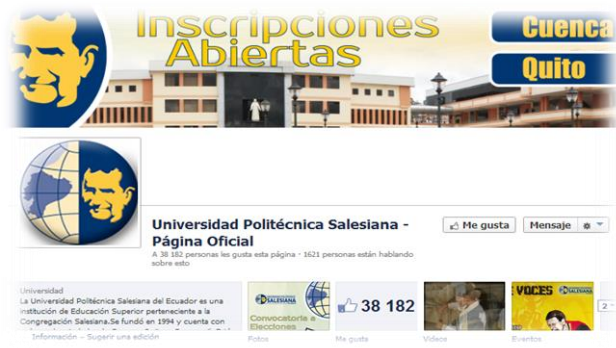 Inscripciones
Abiertas
Cuenca
Quito
Universidad Politécnica Salesiana -
Página Oficial
A 38 182 personas les gusta esta página · 1621 personas están hablando
sobre esto
Me gusta
Mensaje
Universidad
La Universidad Politécnica Salesiana del Ecuador es una
institución de Educación Superior perteneciente a la
Congregación Salesiana.Se fundó en 1994 y cuenta con
Información – Sugerir una edición
SALESIANA
Convocatoria a
Elecciones
Fotos
38 182
Me gusta
Videos
VOCES
SALESIANA
Eventos
2